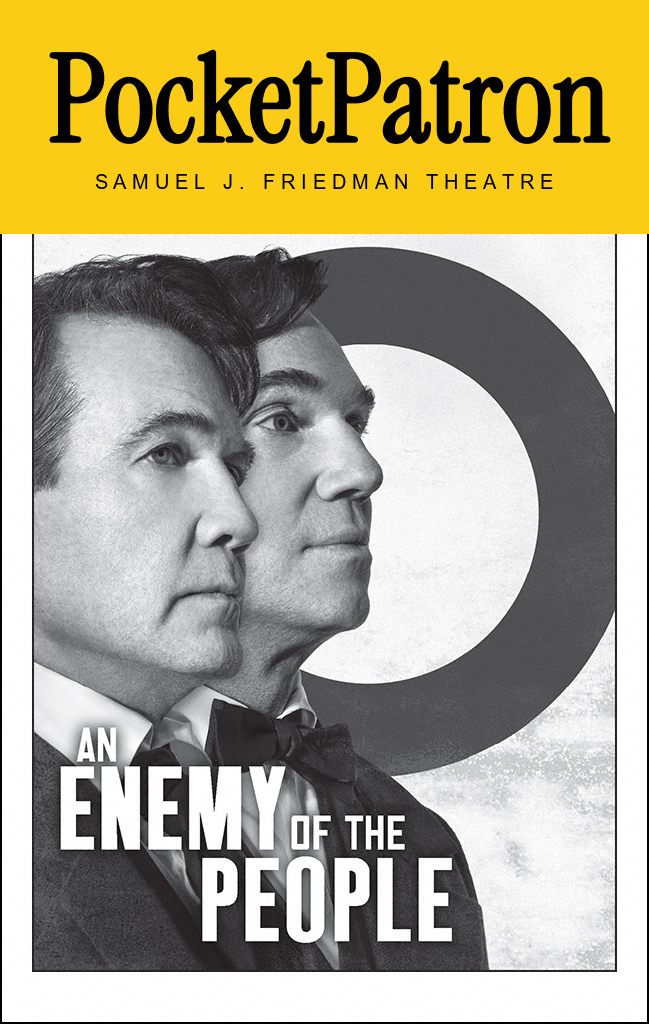 PocketPatron
SAMUEL J. FRIEDMAN THEATRE
AN
ENEMY OF THE
PEOPLE